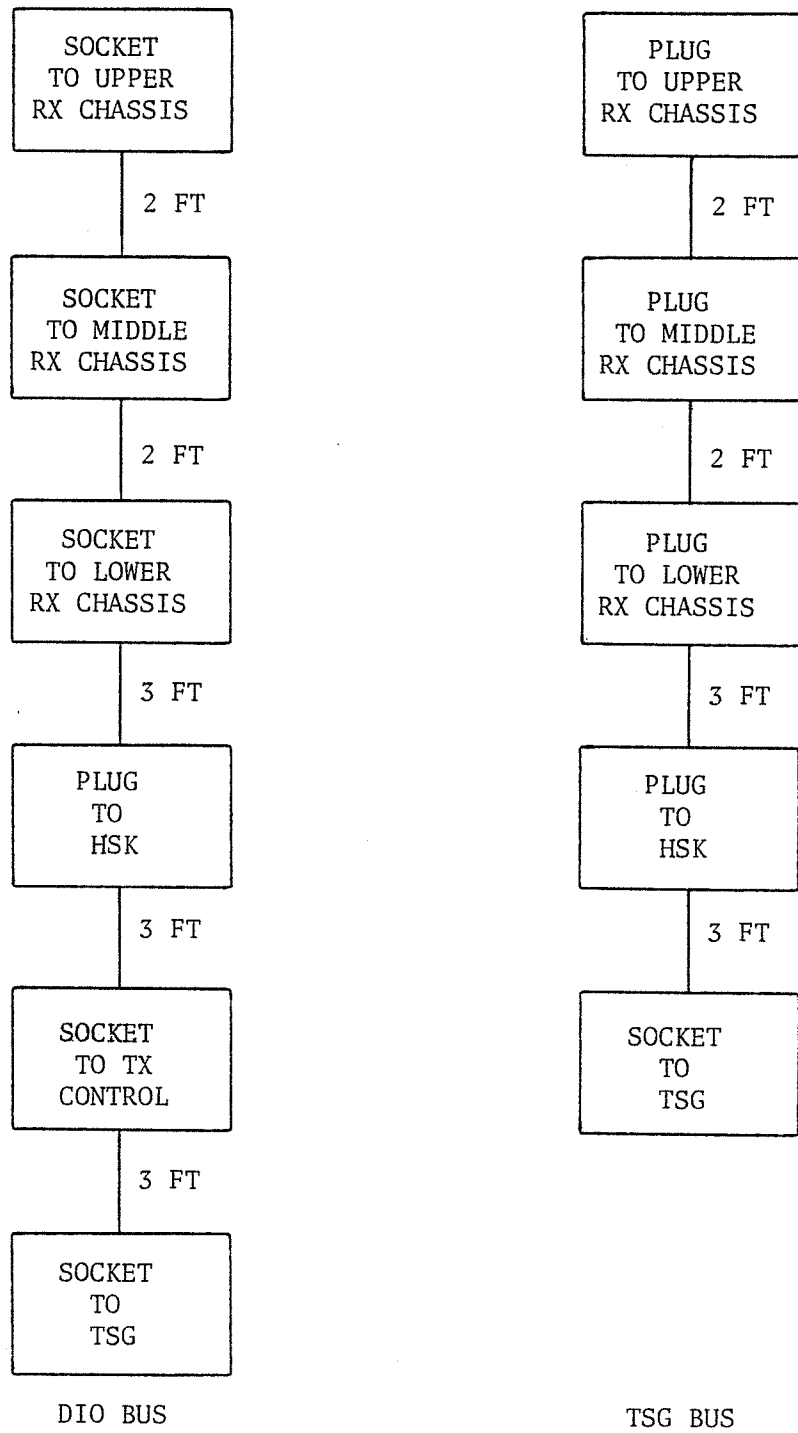 SOCKET
TO UPPER
RX CHASSIS
2 FT
SOCKET
TO MIDDLE
RX CHASSIS
2 FT
SOCKET
TO LOWER
RX CHASSIS
3 FT
PLUG
TO
HSK
3 FT
SOCKET
TO TX
CONTROL
3 FT
SOCKET
TO
TSG
DIO BUS
PLUG
TO UPPER
RX CHASSIS
2 FT
PLUG
TO MIDDLE
RX CHASSIS
2 FT
PLUG
TO LOWER
RX CHASSIS
3 FT
PLUG
TO
HSK
3 FT
SOCKET
TO
TSG
TSG BUS